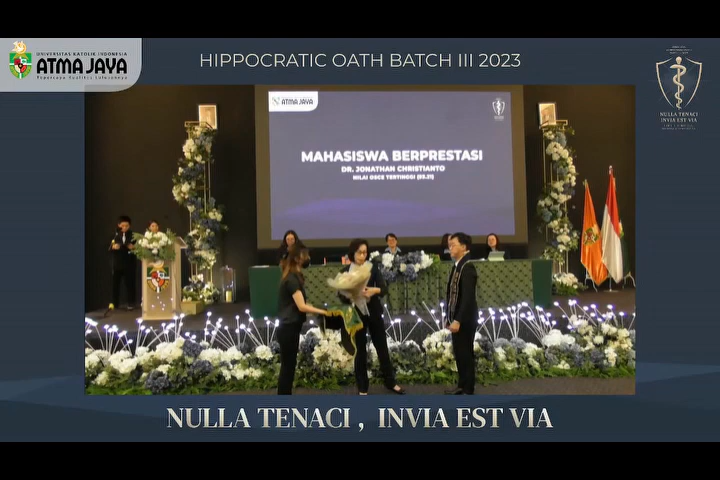 UNIVERSITAS KATOLIK INDONESIA
ATMA JAYA
HIPPOCRATIC OATH BATCH III 2023
NULLA TENACI
INVIA EST VIA
ATMA JAYA
MAHASISWA BERPRESTASI
DR. JONATHAN CHRISTIANTO
NILAI OSCE TERTINGGI
NULLA TENACI , INVIA EST VIA